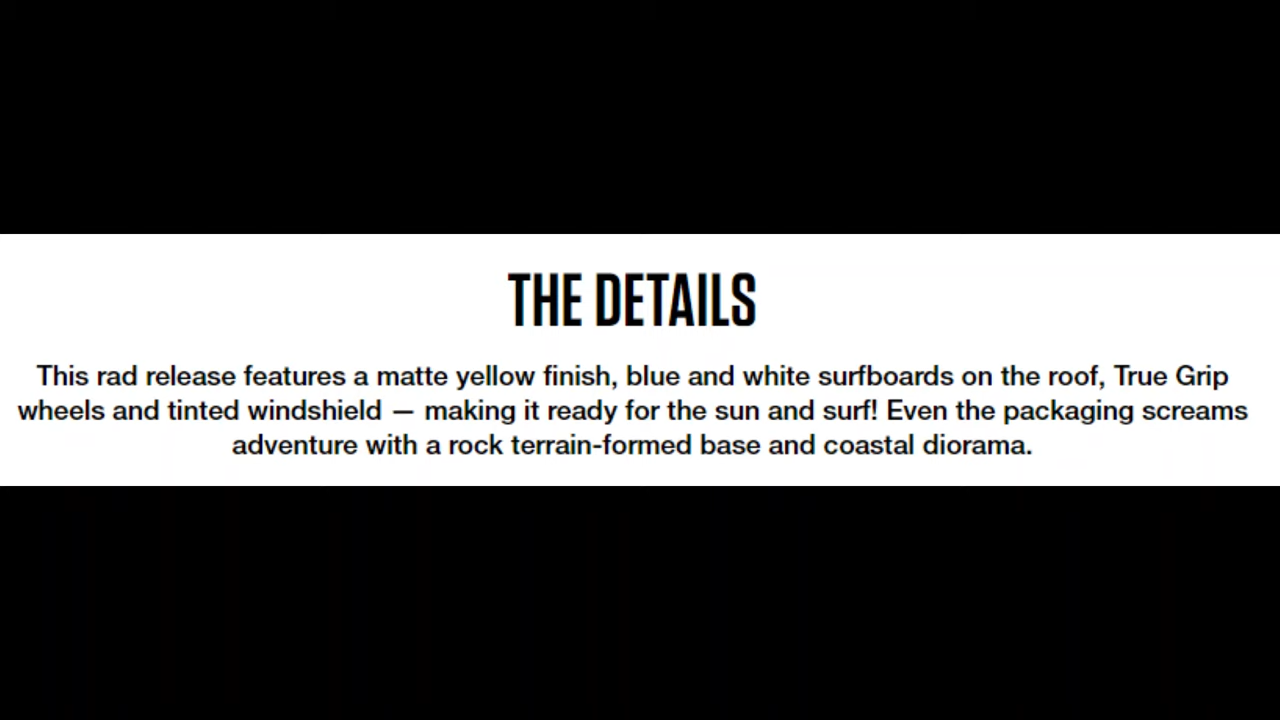 THE DETAILS
This rad release features a matte yellow finish, blue and white surfboards on the roof, True Grip
wheels and tinted windshield — making it ready for the sun and surf! Even the packaging screams
adventure with a rock terrain-formed base and coastal diorama.